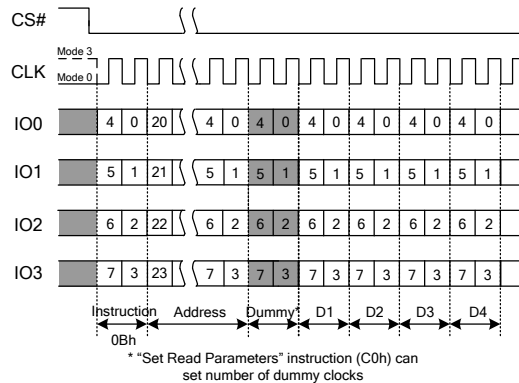 CS#
Mode 3
CLK
Mode 0
IO0 4 0 20 4 0 4 0 4 0 4 0 4 0 4 0
IO1 5 1 21 5 1 5 1 5 1 5 1 5 1 5 1
IO2 6 2 22 6 2 6 2 6 2 6 2 6 2 6 2
IO3 7 3 23 7 3 7 3 7 3 7 3 7 3 7 3
Instruction Address Dummy* D1 D2 D3 D4
0Bh
* "Set Read Parameters" instruction (C0h) can
set number of dummy clocks